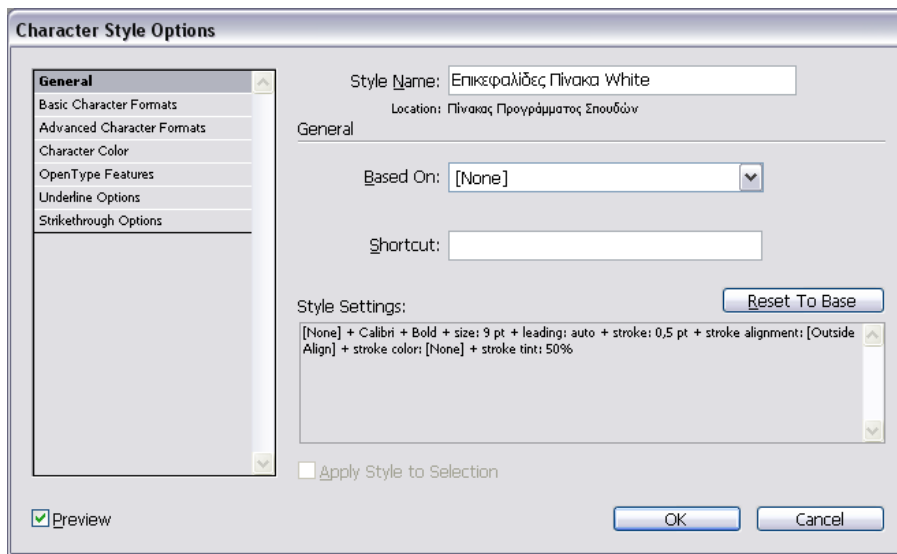 Character Style Options
General
Basic Character Formats
Advanced Character Formats
Character Color
OpenType Features
Underline Options
Strikethrough Options
Style Name: Επικεφαλίδες Πίνακα White
Location: Πίνακας Προγράμματος Σπουδών
General
Based On: [None]
Shortcut:
Reset To Base
Style Settings:
[None] + Calibri + Bold + size: 9 pt + leading: auto + stroke: 0,5 pt + stroke alignment: [Outside
Align] + stroke color: [None] + stroke tint: 50%
Apply Style to Selection
Preview
OK
Cancel